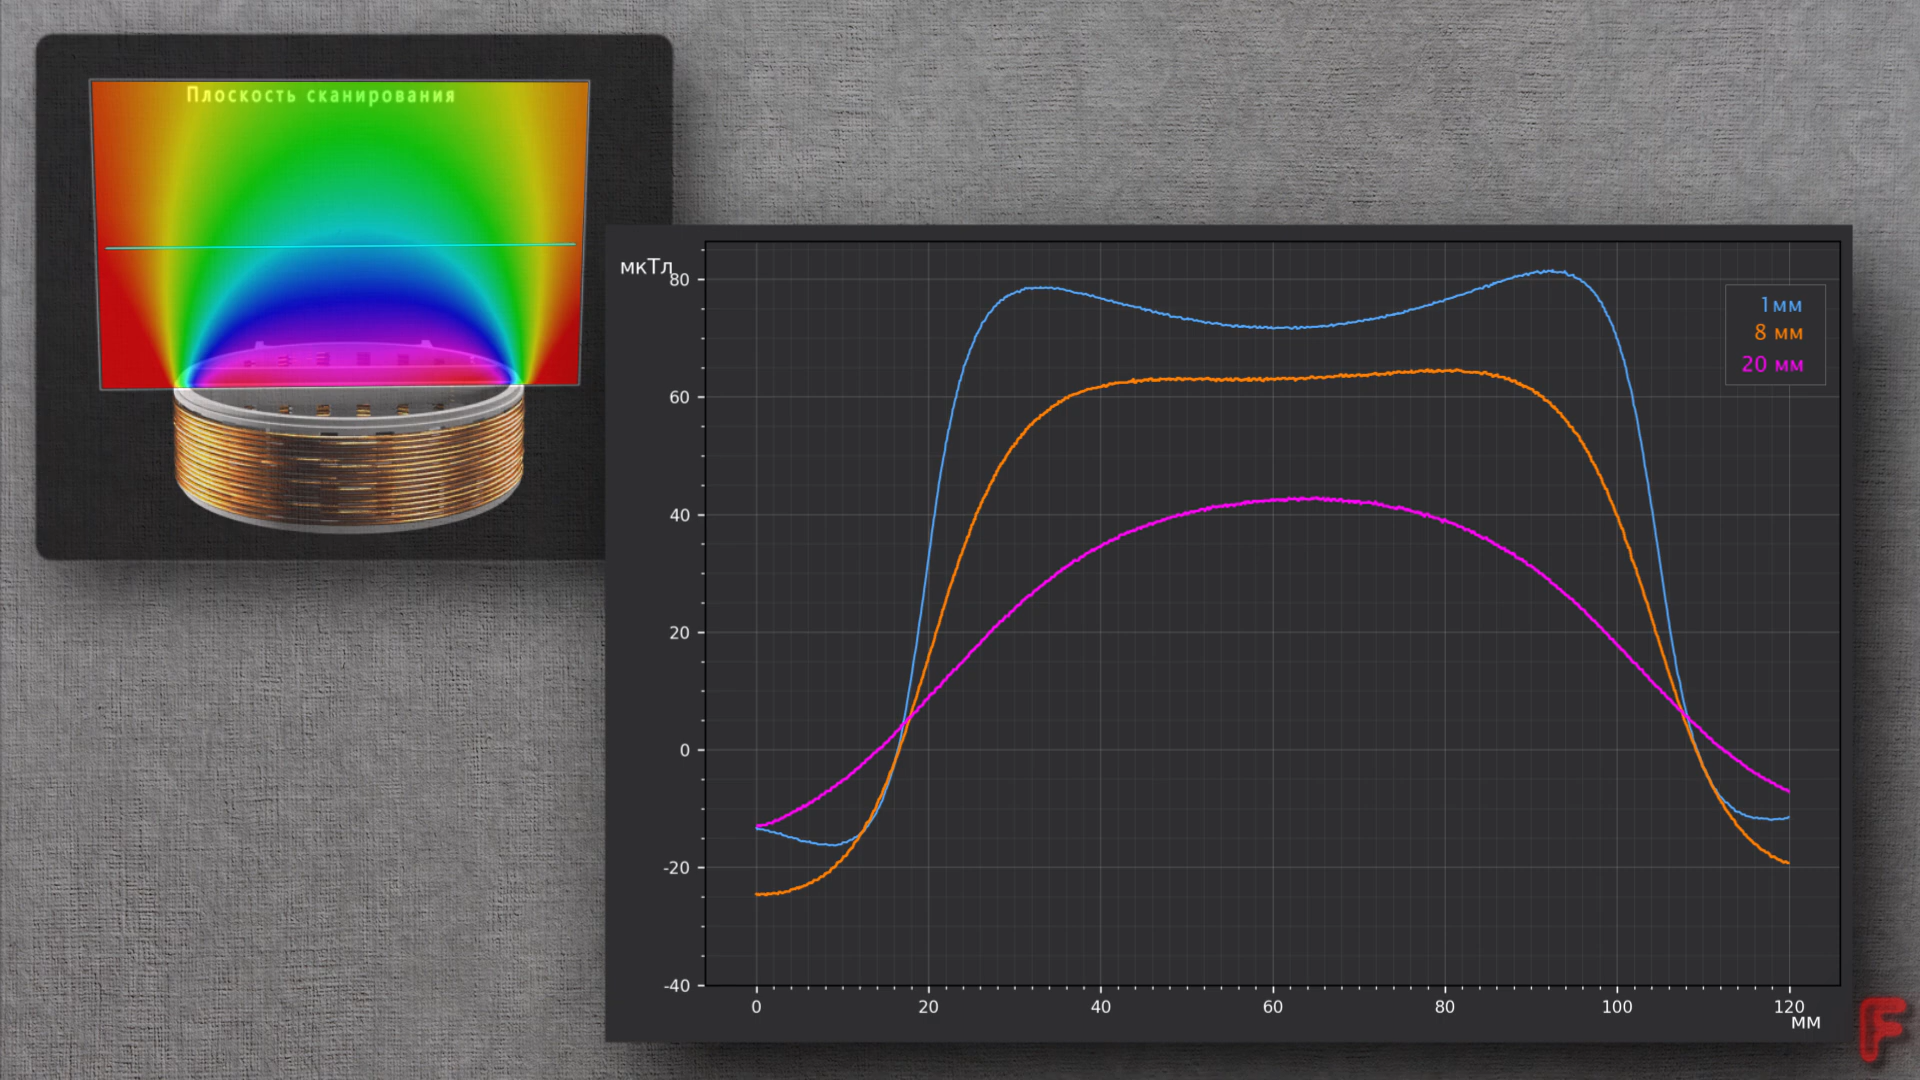 Плоскость сканирования
мкТл
80
60
40
20
0
-20
-40
1мм
8 мм
20 мм
0 20 40 60 80 100 120
мм
F